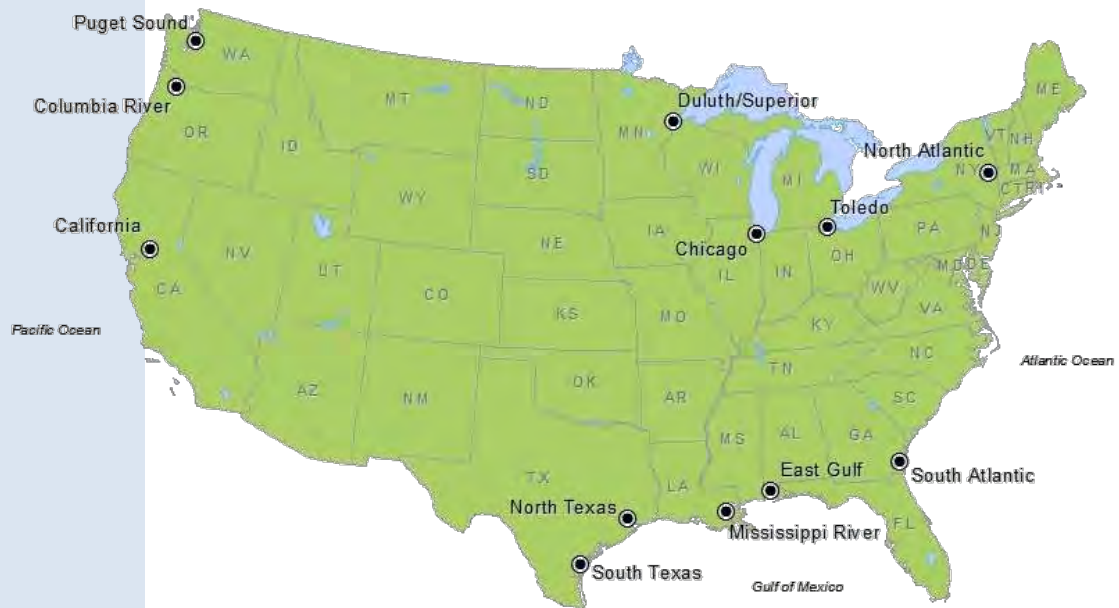 Puget Sound
WA
Columbia River
MT
ND
Duluth/Superior
ME
OR
ID
MN
VT
NH
North Atlantic
NY
MA
WI
MI
SD
CT
RI
WY
Toledo
California
IA
PA
NJ
NE
Chicago
NV
OH
UT
IL
IN
MD
DE
CA
CO
WV
VA
KS
MO
KY
Pacific Ocean
NC
Atlantic Ocean
TN
OK
AZ
NM
AR
SC
MS
AL
GA
East Gulf
TX
LA
South Atlantic
North Texas
FL
Mississippi River
South Texas
Gulf of Mexico